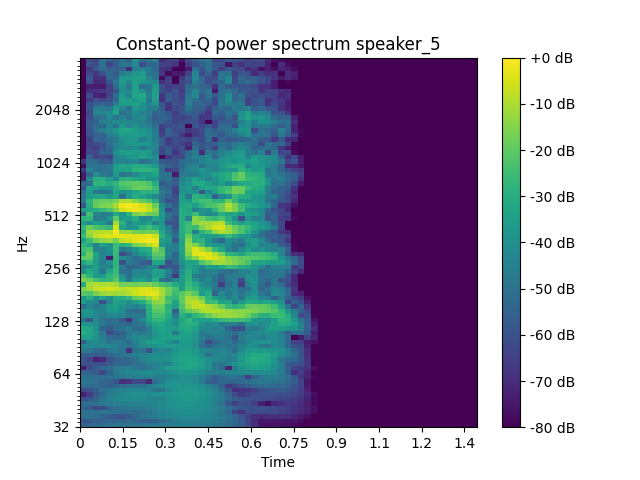 Constant-Q power spectrum speaker_5
Hz
2048
1024
512
256
128
64
32
0 0.15 0.3 0.45 0.6 0.75 0.9 1.1 1.2 1.4
Time
+0 dB
-10 dB
-20 dB
-30 dB
-40 dB
-50 dB
-60 dB
-70 dB
-80 dB